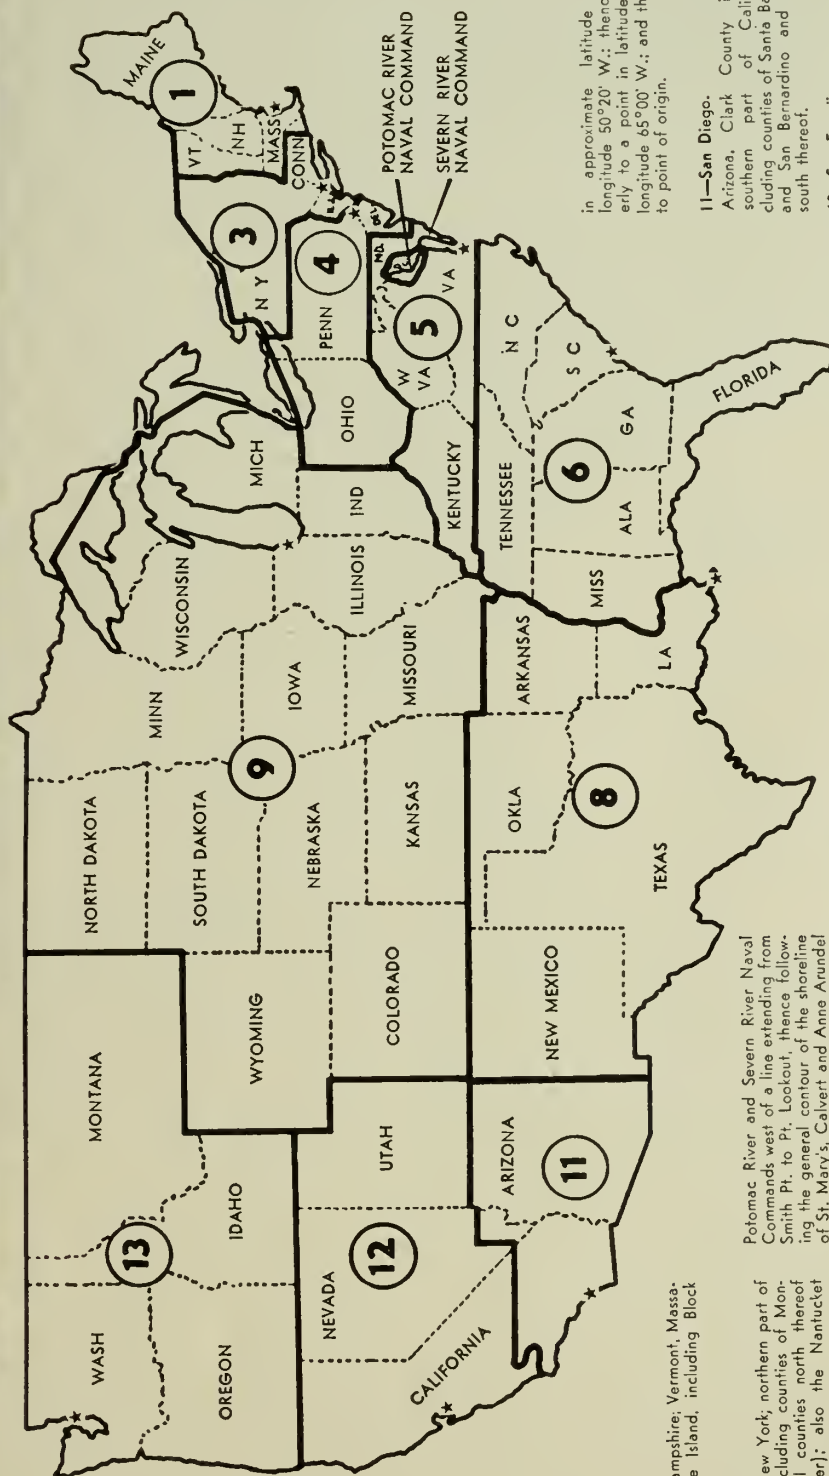 WASH
OREGON
CALIFORNIA
NEVADA
IDAHO
MONTANA
13
12
UTAH
ARIZONA
11
WYOMING
COLORADO
NEW MEXICO
NORTH DAKOTA
SOUTH DAKOTA
NEBRASKA
KANSAS
9
OKLA
TEXAS
8
MINN
IOWA
MISSOURI
ARKANSAS
LA
WISCONSIN
ILLINOIS
MICH
IND
OHIO
KENTUCKY
TENNESSEE
MISS
ALA
GA
6
FLORIDA
S C
N C
W
VA
VA
5
MD.
PENN
4
N Y
3
VT
NH
MASS
CONN
R.I.
MAINE
1
POTOMAC RIVER
NAVAL COMMAND
SEVERN RIVER
NAVAL COMMAND
mpshire; Vermont, Massa-
e Island, including Block
ew York; northern part of
cluding counties of Mon-
l counties north thereof
ar); also the Nantucket
Potomac River and Severn River Naval
Commands west of a line extending from
Smith Pt. to Pt. Lookout, thence follow-
ing the general contour of the shoreline
of St. Mary's, Calvert and Anne Arundel
in approximate latitude
longitude 50°20' W.; thenc
erly to a point in latitude
longitude 65°00' W.; and th
to point of origin.
11—San Diego.
Arizona, Clark County i
southern part of Cali
cluding counties of Santa Ba
and San Bernardino and
south thereof.